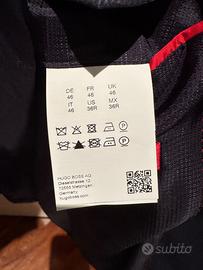 DE FR UK
46 46 46
IT US MX
46 36R 36R
HUGO BOSS AG
Dieselstrasse 12
72555 Metzingen
Germany
hugoboss.com
subito